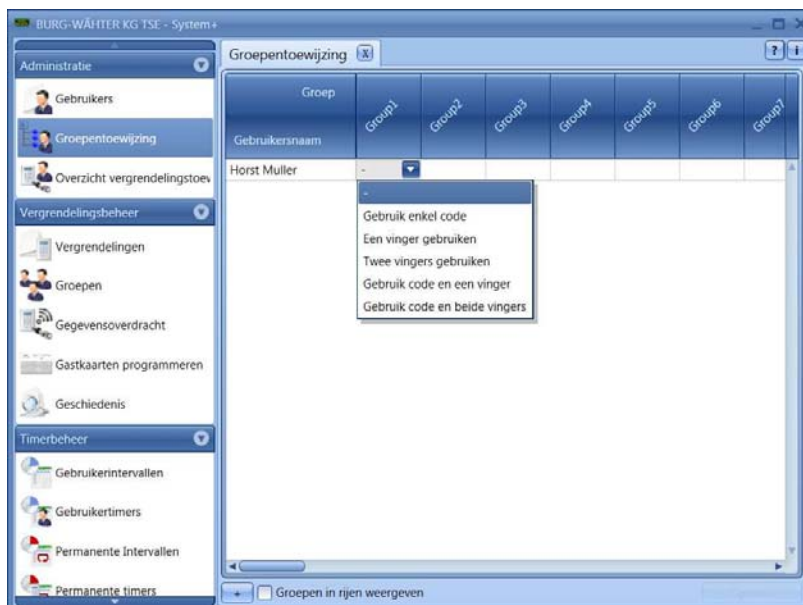 BURG-WÄHTER KG TSE - System+
Administratie
Gebruikers
Groepentoewijzing
Overzicht vergrendelingstoew
Vergrendelingsbeheer
Vergrendelingen
Groepen
Gegevensoverdracht
Gastkaarten programmeren
Geschiedenis
Timerbeheer
Gebruikerintervallen
Gebruikertimers
Permanente Intervallen
Permanente timers
Groepentoewijzing X
? i
Groep
Gebruikersnaam
Group1 Group2 Group3 Group4 Group5 Group6 Group7
Horst Muller -
-
Gebruik enkel code
Een vinger gebruiken
Twee vingers gebruiken
Gebruik code en een vinger
Gebruik code en beide vingers
+ Groepen in rijen weergeven